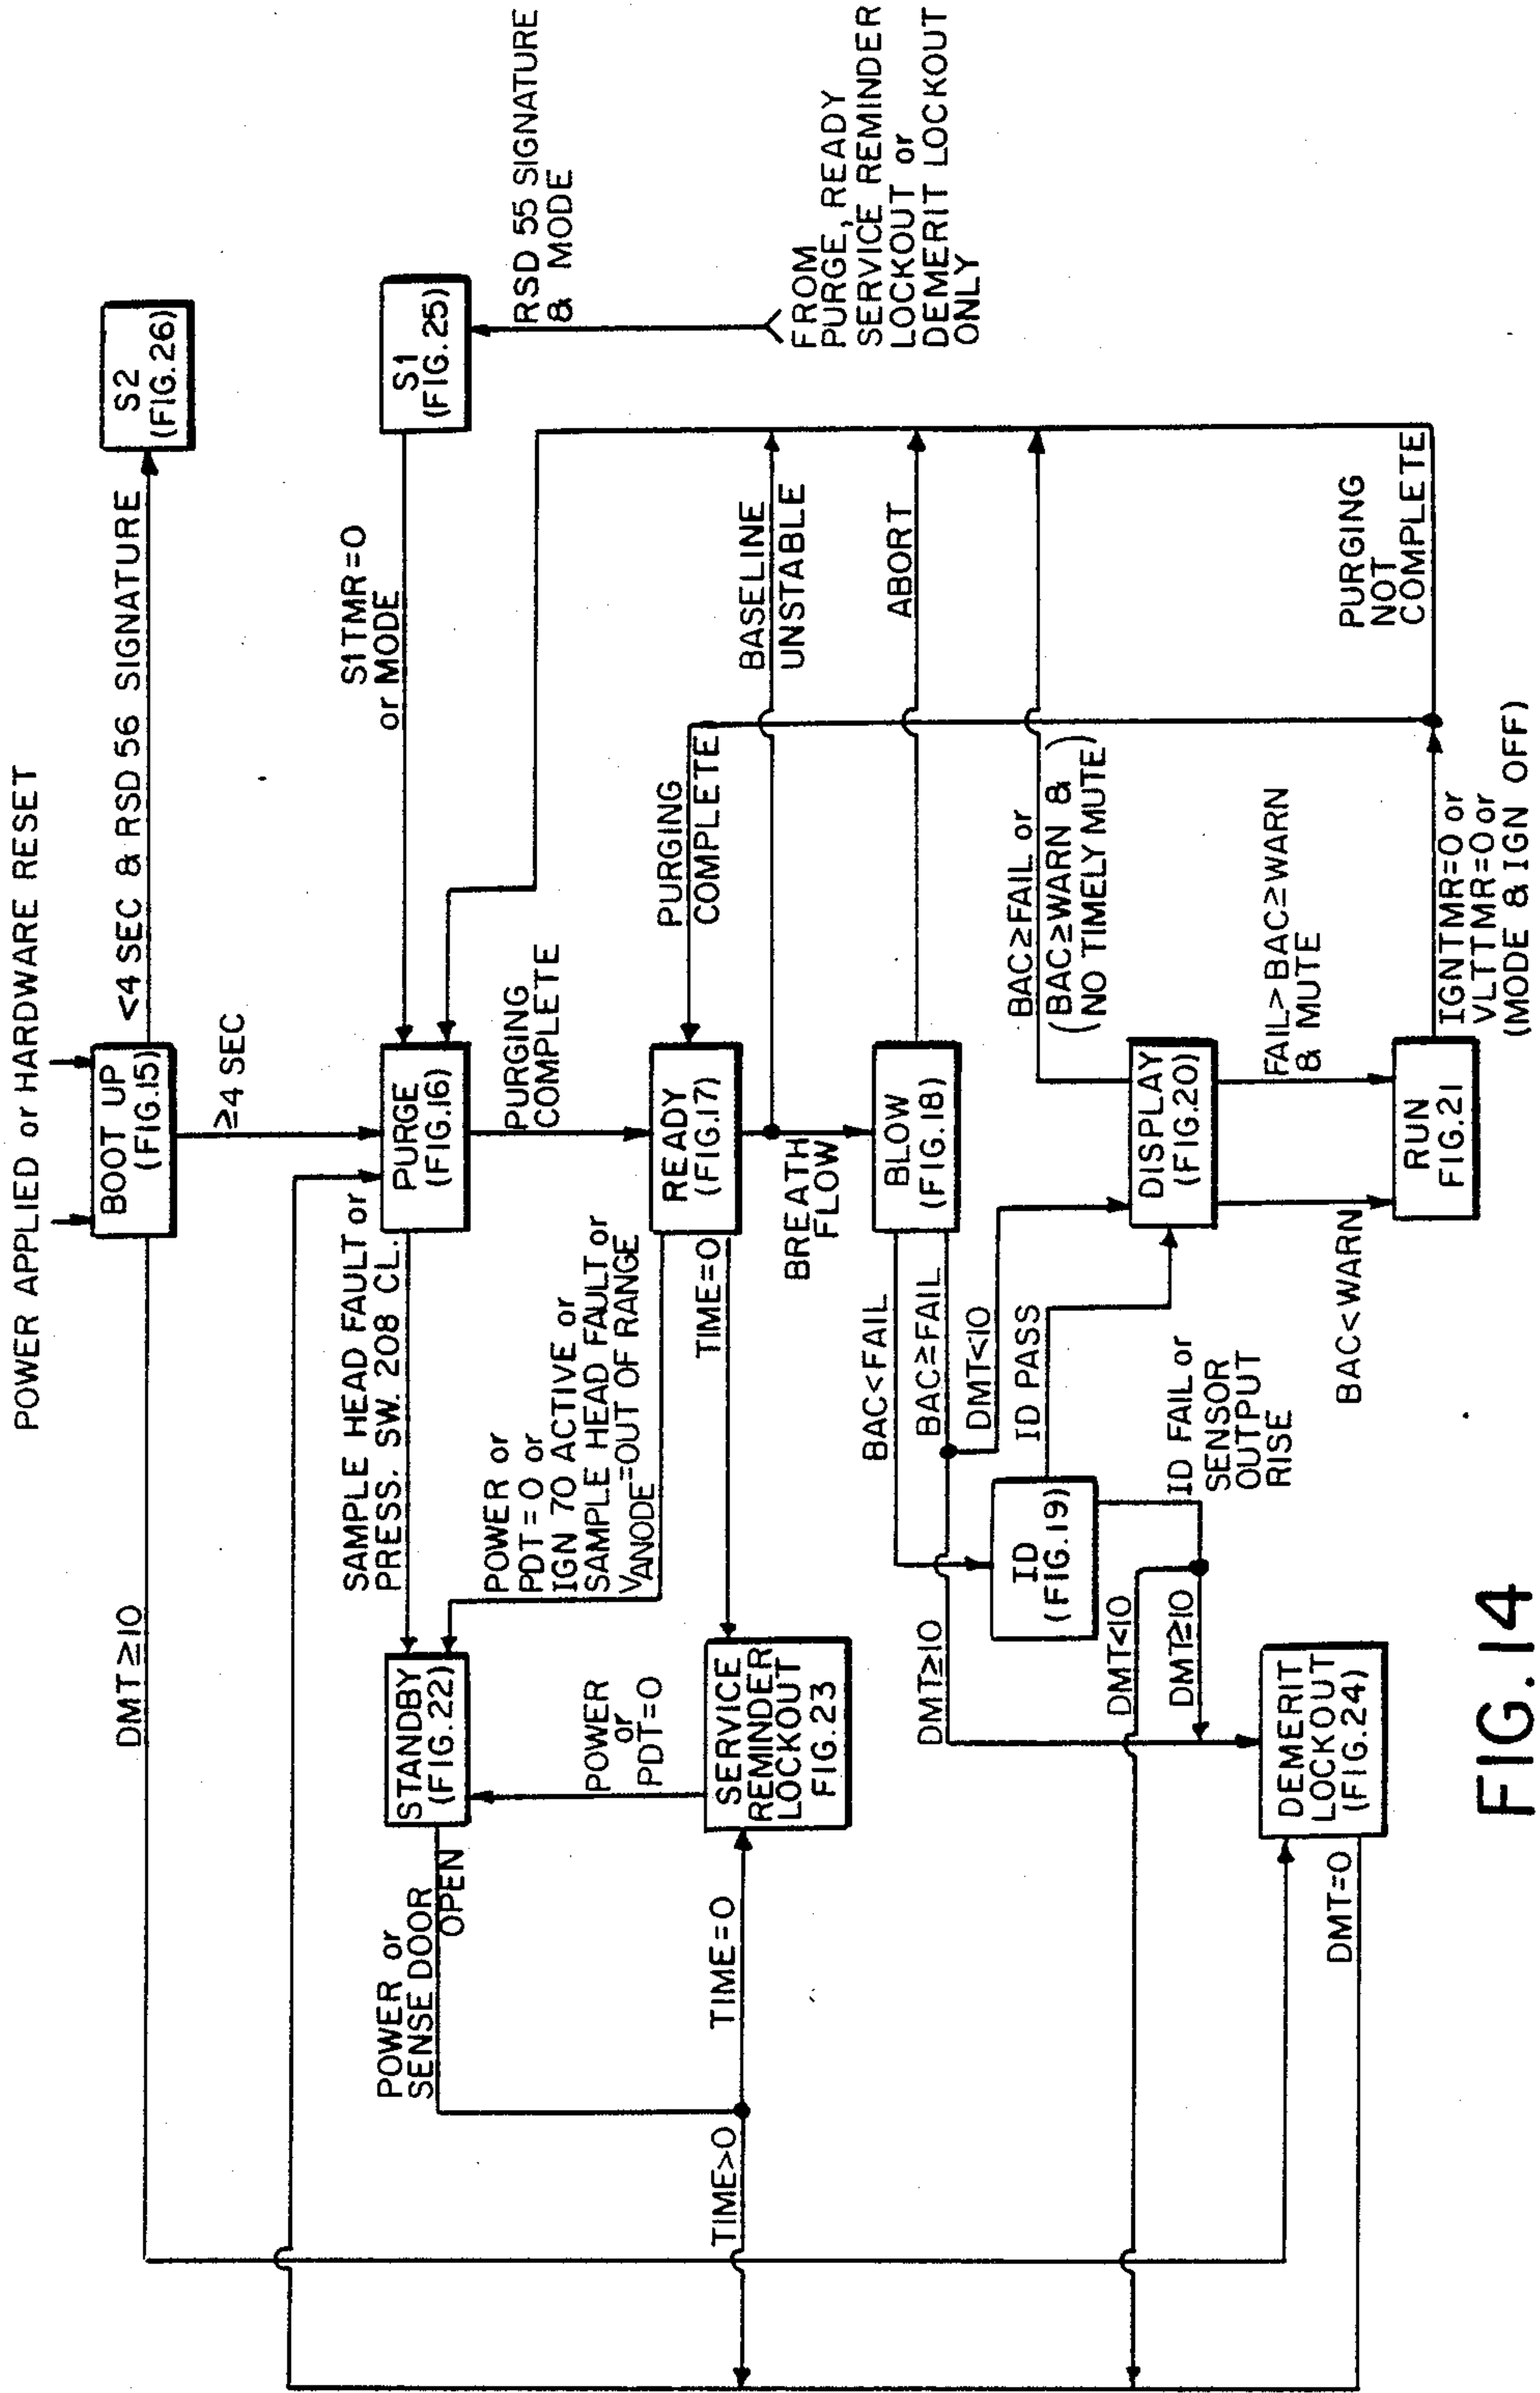 POWER APPLIED or HARDWARE RESET
BOOT UP
(FIG.15)
<4 SEC & RSD 56 SIGNATURE
S2
(FIG.26)
DMT≥10
≥4 SEC
SAMPLE HEAD FAULT or
PRESS. SW. 208 CL.
PURGE
(FIG.16)
S1TMR=0
or MODE
S1
(FIG.25)
RSD 55 SIGNATURE
& MODE
FROM
PURGE, READY
SERVICE REMINDER
LOCKOUT or
DEMERIT LOCKOUT
ONLY
POWER or
SENSE DOOR
OPEN
STANDBY
(FIG.22)
POWER or
PDT=0 or
IGN 70 ACTIVE or
SAMPLE HEAD FAULT or
VANODE=OUT OF RANGE
PURGING
COMPLETE
POWER
or
PDT=0
TIME>0
TIME=0
SERVICE
REMINDER
LOCKOUT
FIG.23
TIME=0
READY
(FIG.17)
PURGING
COMPLETE
BASELINE
UNSTABLE
BREATH
FLOW
BLOW
(FIG.18)
ABORT
BAC<FAIL
BAC≥FAIL
DMT≥10
DMT<10
ID PASS
ID
(FIG.19)
ID FAIL or
SENSOR
OUTPUT
RISE
DMT<10
DMT≥10
DISPLAY
(FIG.20)
BAC≥FAIL or
(BAC≥WARN &
NO TIMELY MUTE)
BAC<WARN
FAIL>BAC≥WARN
& MUTE
RUN
FIG.21
PURGING
NOT
COMPLETE
IGNTMR=0 or
VLTTMR=0 or
(MODE & IGN OFF)
DEMERIT
LOCKOUT
(FIG.24)
DMT=0
FIG.14